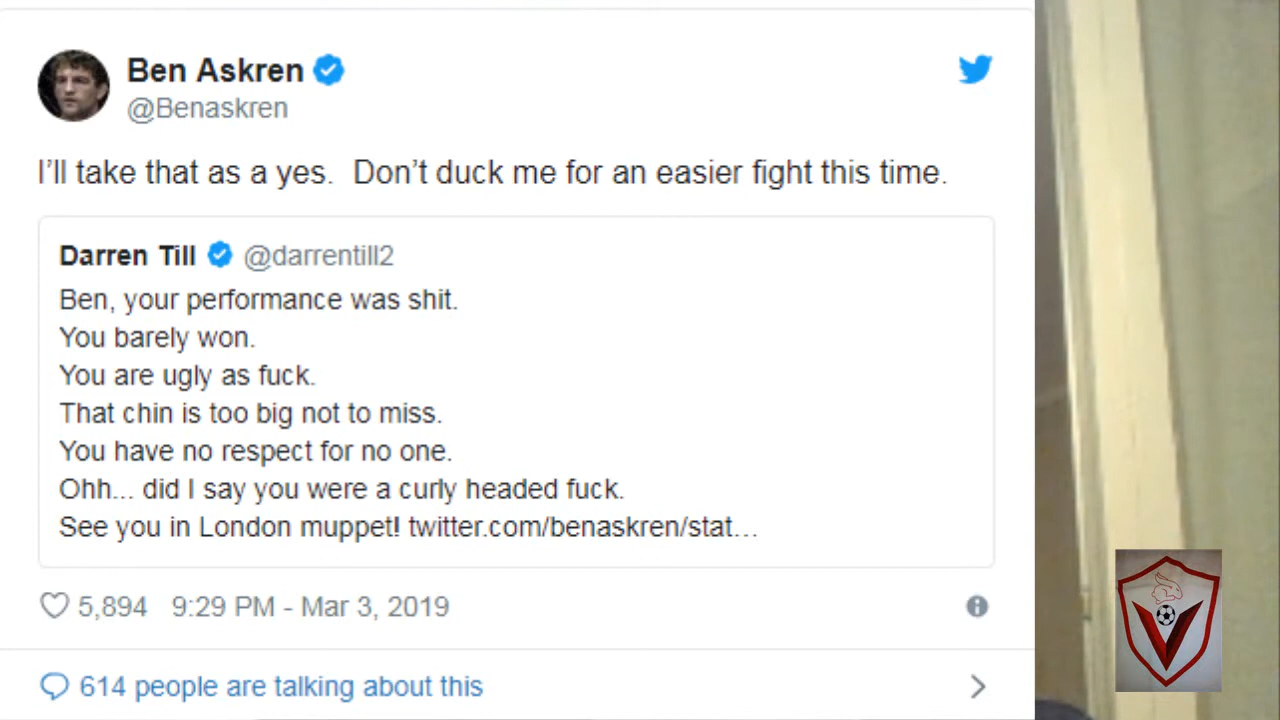 Ben Askren
@Benaskren
I'll take that as a yes.  Don't duck me for an easier fight this time.
Darren Till @darrentill2
Ben, your performance was shit.
You barely won.
You are ugly as fuck.
That chin is too big not to miss.
You have no respect for no one.
Ohh... did I say you were a curly headed fuck.
See you in London muppet! twitter.com/benaskren/stat…
5,894 9:29 PM - Mar 3, 2019
614 people are talking about this